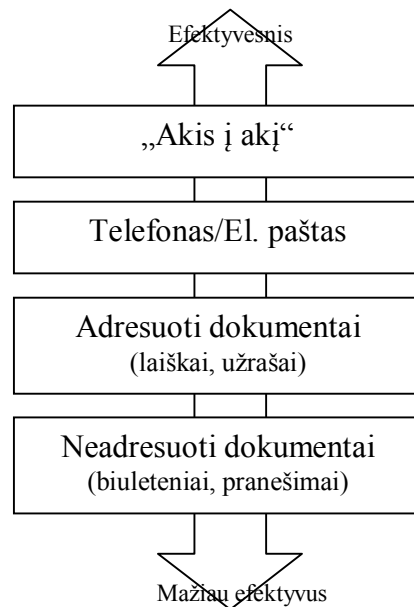 Efektyvesnis
„Akis į akį“
Telefonas/El. paštas
Adresuoti dokumentai
(laiškai, užrašai)
Neadresuoti dokumentai
(biuleteniai, pranešimai)
Mažiau efektyvus